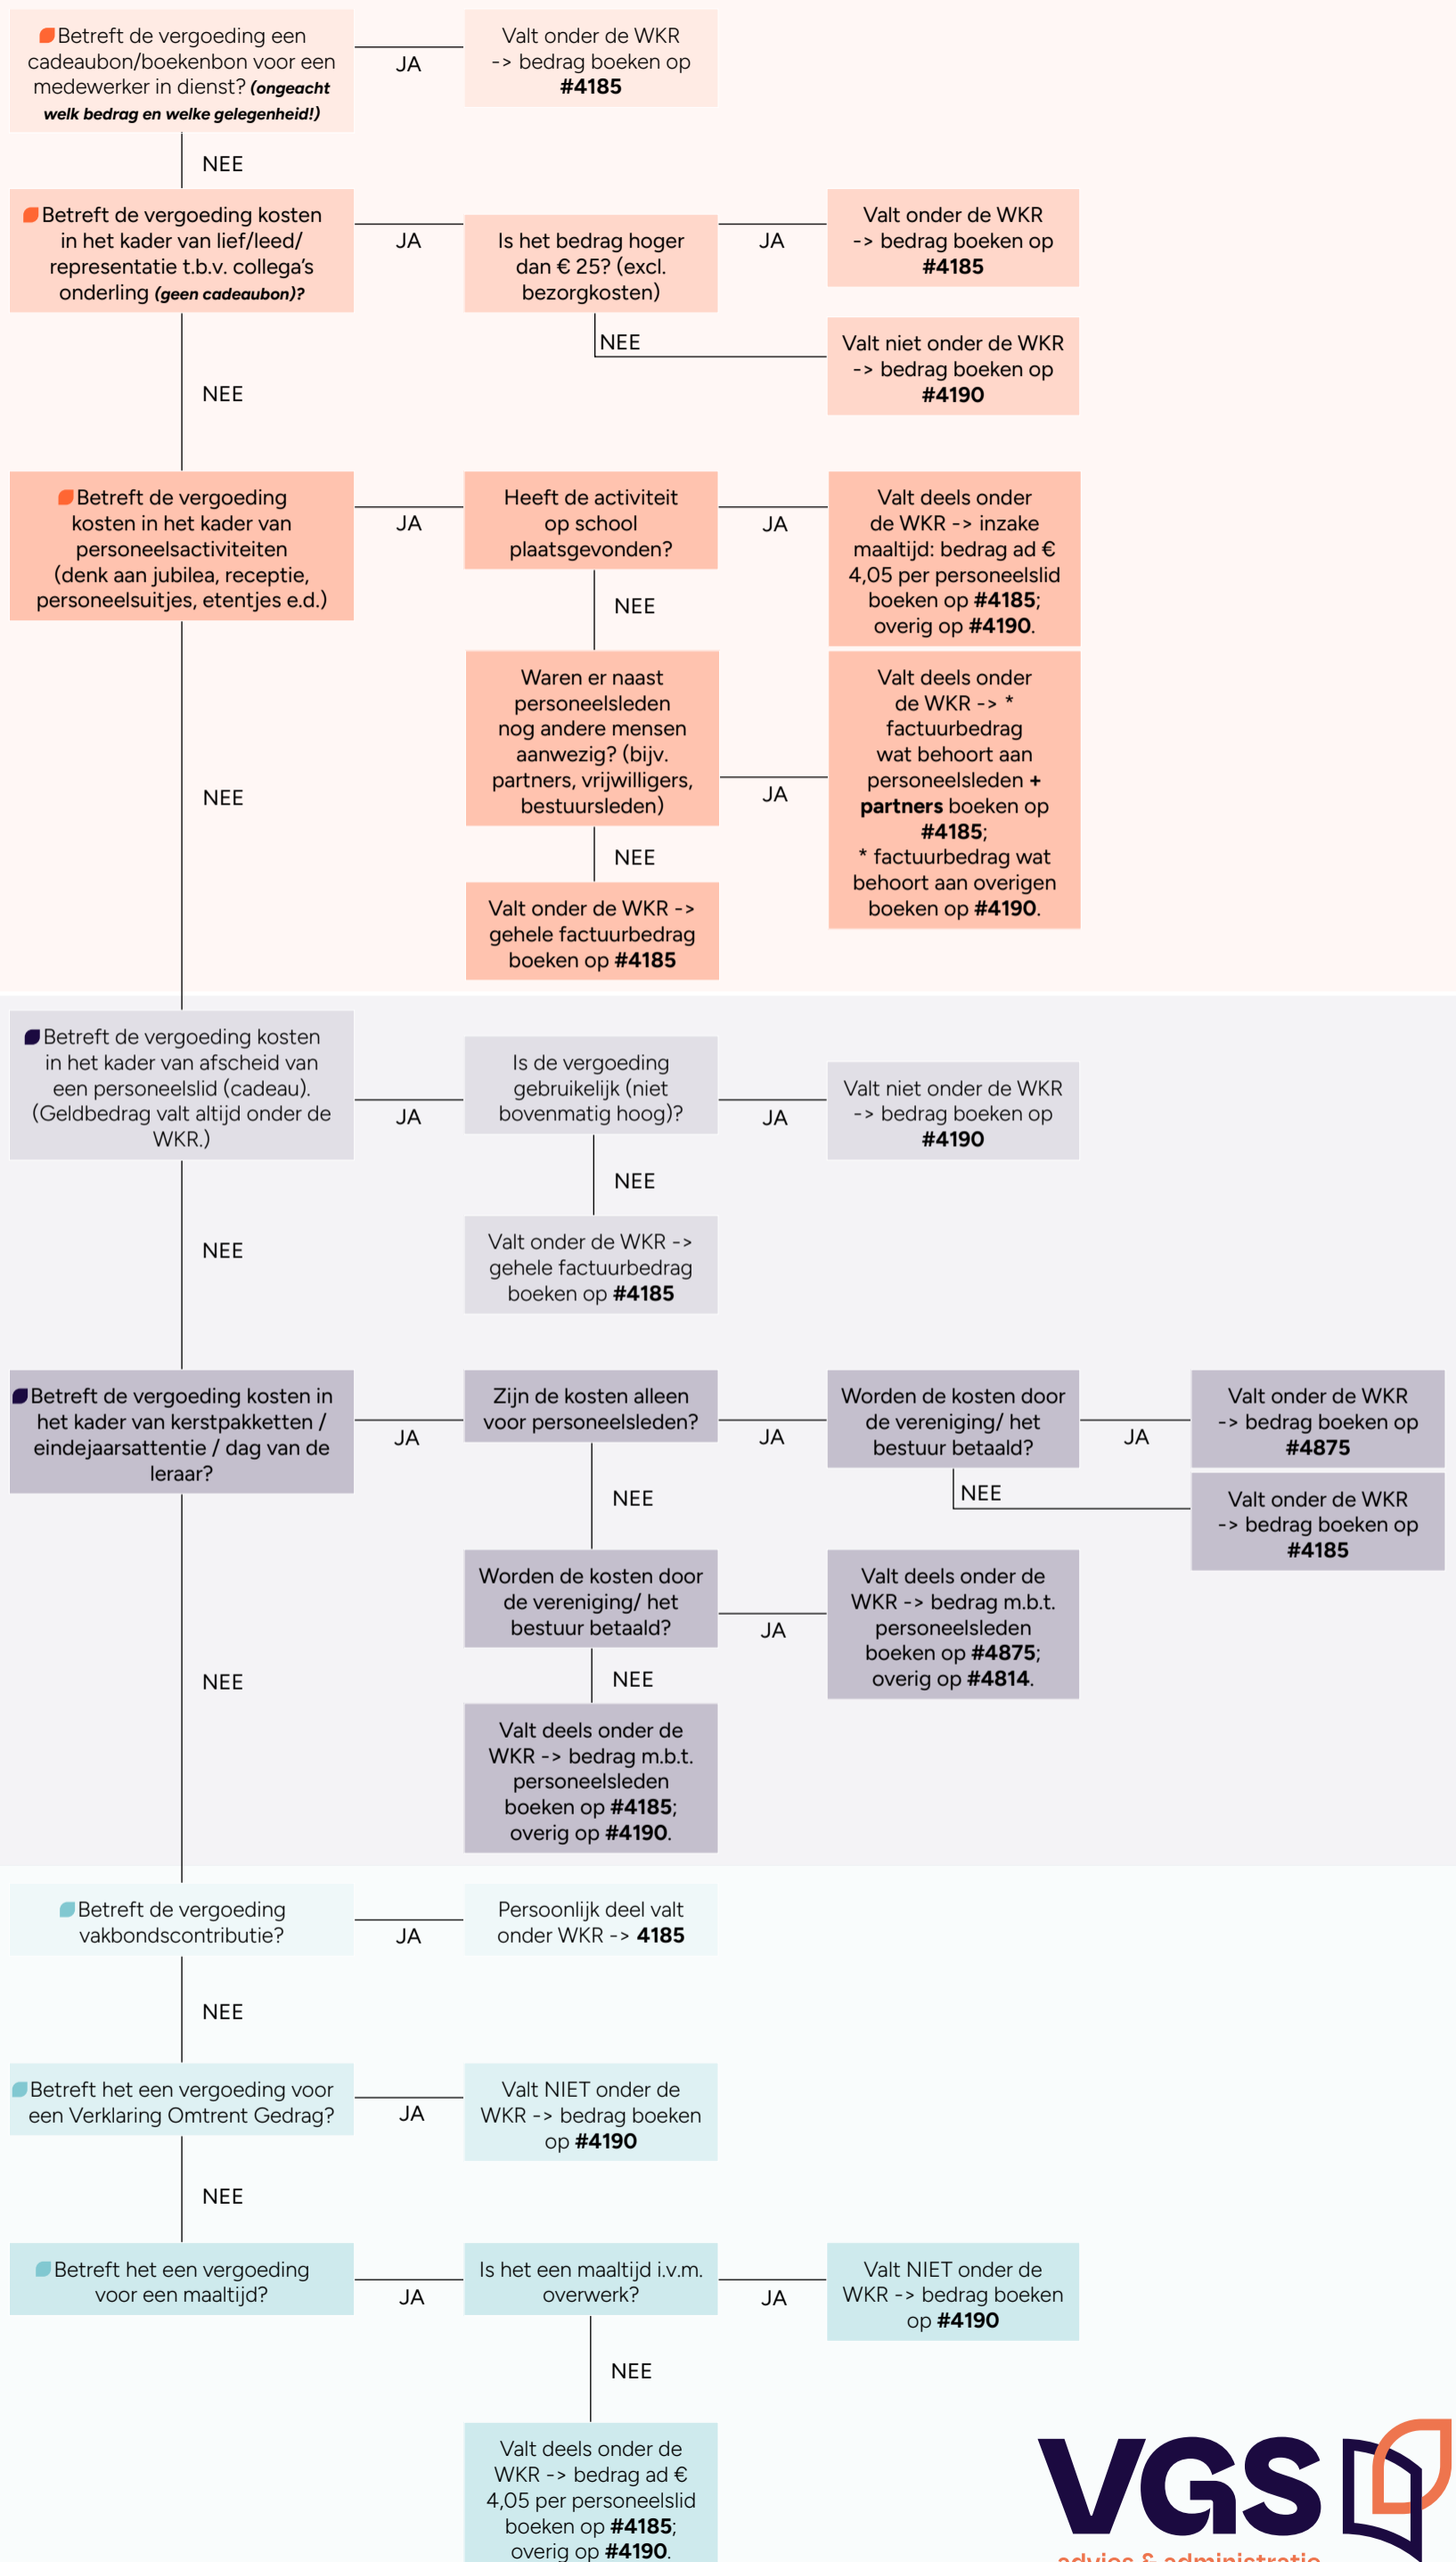 Betreft de vergoeding een
cadeaubon/boekenbon voor een
medewerker in dienst? (ongeacht
welk bedrag en welke gelegenheid!)
JA
Valt onder de WKR
-> bedrag boeken op
#4185
NEE
Betreft de vergoeding kosten
in het kader van lief/leed/
representatie t.b.v. collega's
onderling (geen cadeaubon)?
JA
Is het bedrag hoger
dan € 25? (excl.
bezorgkosten)
JA
Valt onder de WKR
-> bedrag boeken op
#4185
NEE
Valt niet onder de WKR
-> bedrag boeken op
#4190
NEE
Betreft de vergoeding
kosten in het kader van
personeelsactiviteiten
(denk aan jubilea, receptie,
personeelsuitjes, etentjes e.d.)
JA
Heeft de activiteit
op school
plaatsgevonden?
JA
Valt deels onder
de WKR -> inzake
maaltijd: bedrag ad €
4,05 per personeelslid
boeken op #4185;
overig op #4190.
NEE
Waren er naast
personeelsleden
nog andere mensen
aanwezig? (bijv.
partners, vrijwilligers,
bestuursleden)
JA
Valt deels onder
de WKR -> *
factuurbedrag
wat behoort aan
personeelsleden +
partners boeken op
#4185;
* factuurbedrag wat
behoort aan overigen
boeken op #4190.
NEE
Valt onder de WKR ->
gehele factuurbedrag
boeken op #4185
NEE
Betreft de vergoeding kosten
in het kader van afscheid van
een personeelslid (cadeau).
(Geldbedrag valt altijd onder de
WKR.)
JA
Is de vergoeding
gebruikelijk (niet
bovenmatig hoog)?
JA
Valt niet onder de WKR
-> bedrag boeken op
#4190
NEE
Valt onder de WKR ->
gehele factuurbedrag
boeken op #4185
NEE
Betreft de vergoeding kosten in
het kader van kerstpakketten /
eindejaarsattentie / dag van de
leraar?
JA
Zijn de kosten alleen
voor personeelsleden?
JA
Worden de kosten door
de vereniging/ het
bestuur betaald?
JA
Valt onder de WKR
-> bedrag boeken op
#4875
NEE
Valt onder de WKR
-> bedrag boeken op
#4185
NEE
Worden de kosten door
de vereniging/ het
bestuur betaald?
JA
Valt deels onder de
WKR -> bedrag m.b.t.
personeelsleden
boeken op #4875;
overig op #4814.
NEE
Valt deels onder de
WKR -> bedrag m.b.t.
personeelsleden
boeken op #4185;
overig op #4190.
NEE
Betreft de vergoeding
vakbondscontributie?
JA
Persoonlijk deel valt
onder WKR -> 4185
NEE
Betreft het een vergoeding voor
een Verklaring Omtrent Gedrag?
JA
Valt NIET onder de
WKR -> bedrag boeken
op #4190
NEE
Betreft het een vergoeding
voor een maaltijd?
JA
Is het een maaltijd i.v.m.
overwerk?
JA
Valt NIET onder de
WKR -> bedrag boeken
op #4190
NEE
Valt deels onder de
WKR -> bedrag ad €
4,05 per personeelslid
boeken op #4185;
overig op #4190.
VGS
advies & administratie